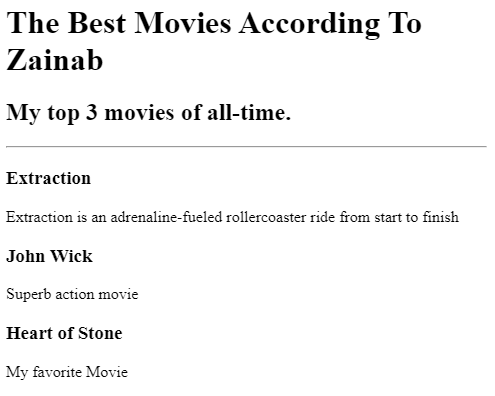 The Best Movies According To
Zainab
My top 3 movies of all-time.
Extraction
Extraction is an adrenaline-fueled rollercoaster ride from start to finish
John Wick
Superb action movie
Heart of Stone
My favorite Movie